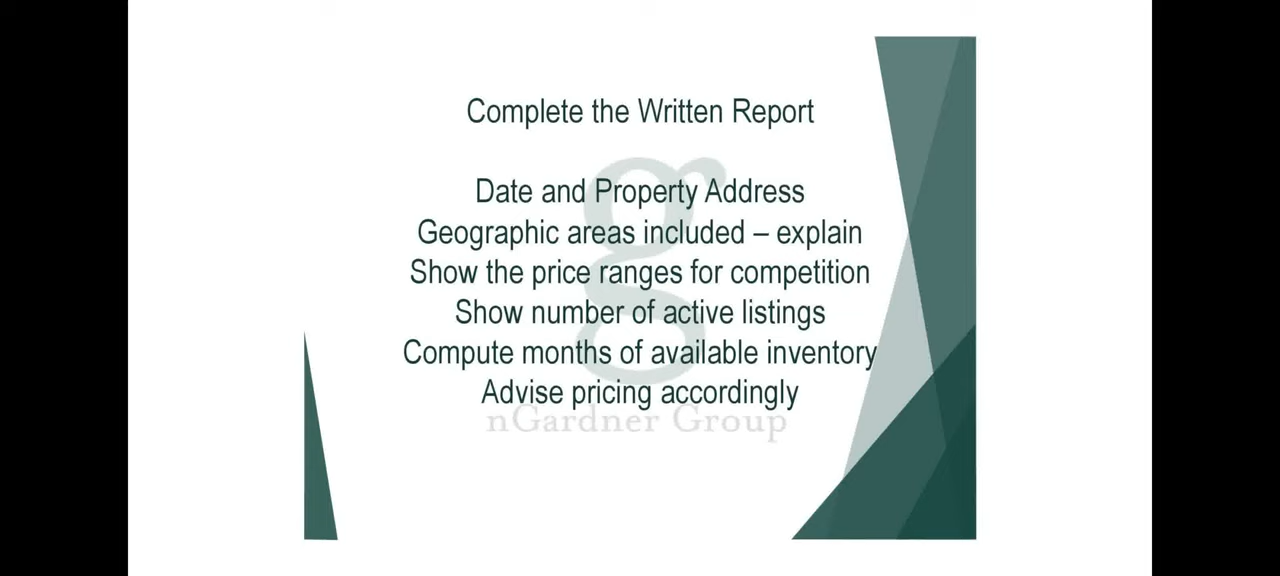 Complete the Written Report
Date and Property Address
Geographic areas included – explain
Show the price ranges for competition
Show number of active listings
Compute months of available inventory
Advise pricing accordingly
g
nGardner Group